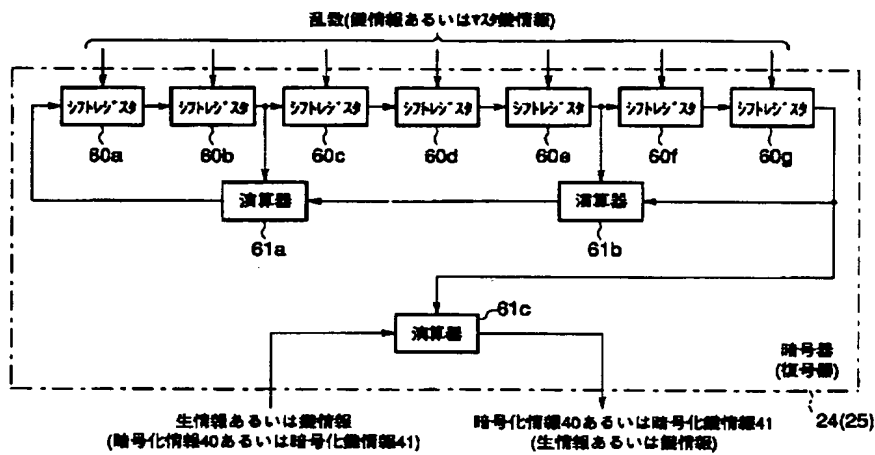 乱数(鍵情報あるいはマスタ鍵情報)
シフトレジスタ シフトレジスタ シフトレジスタ シフトレジスタ シフトレジスタ シフトレジスタ シフトレジスタ
60a 60b 60c 60d 60e 60f 60g
演算器 演算器
61a 61b
61c
演算器
暗号器
(復号器)
24(25)
生情報あるいは鍵情報
(暗号化情報40あるいは暗号化鍵情報41)
暗号化情報40あるいは暗号化鍵情報41
(生情報あるいは鍵情報)